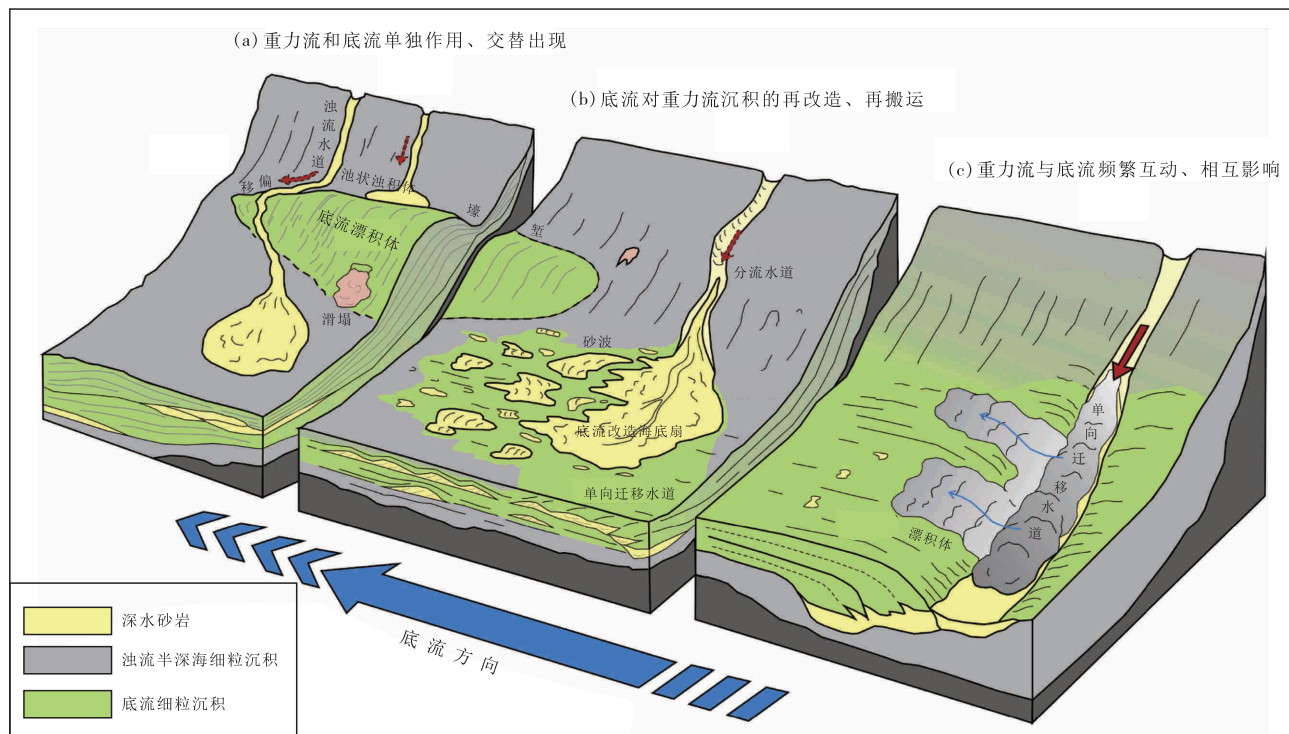 (a)重力流和底流单独作用、交替出现
(b)底流对重力流沉积的再改造、再搬运
(c)重力流与底流频繁互动、相互影响
浊流水道
偏移
池状浊积体
底流漂积体
壕
堑
滑塌
分流水道
砂波
底流改造海底扇
单向迁移水道
单向迁移水道
漂积体
底流方向
深水砂岩
浊流半深海细粒沉积
底流细粒沉积